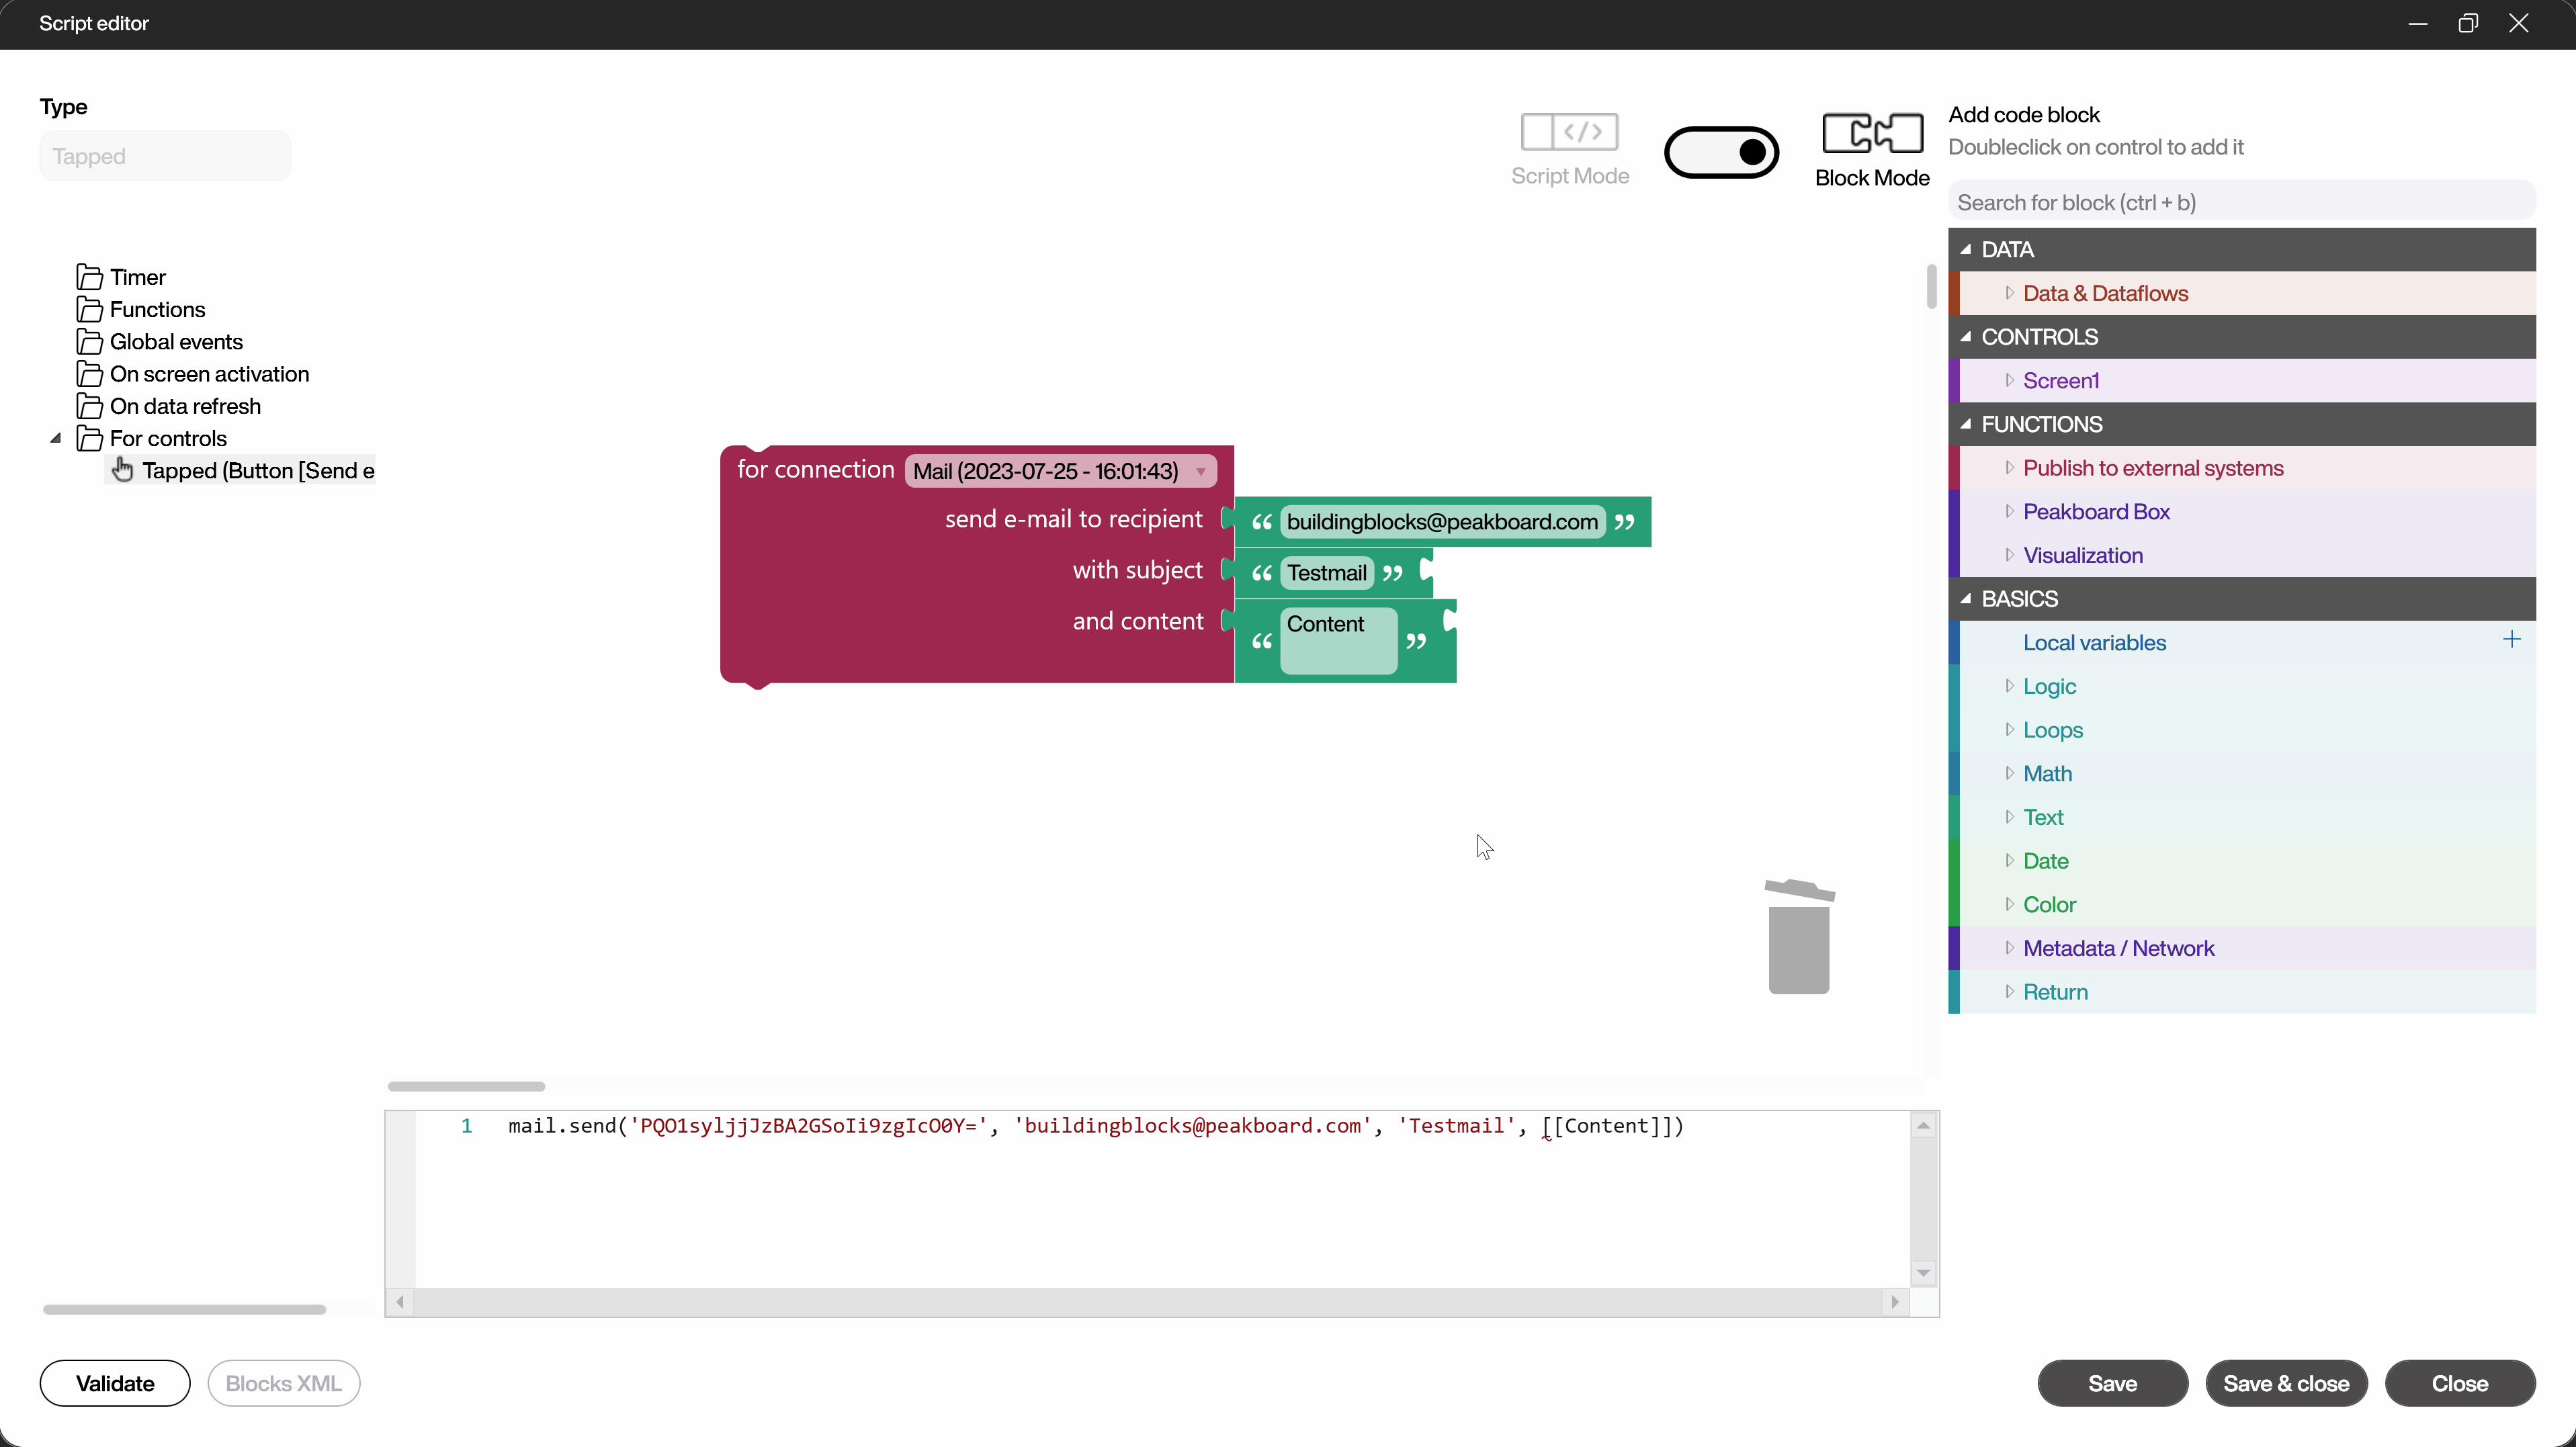 Script editor
Type
Tapped
Timer
Functions
Global events
On screen activation
On data refresh
For controls
Tapped (Button [Send e
Script Mode
Block Mode
for connection Mail (2023-07-25 - 16:01:43)
send e-mail to recipient “ buildingblocks@peakboard.com ”
with subject “ Testmail ”
and content “ Content ”
Add code block
Doubleclick on control to add it
Search for block (ctrl + b)
DATA
Data & Dataflows
CONTROLS
Screen1
FUNCTIONS
Publish to external systems
Peakboard Box
Visualization
BASICS
Local variables
Logic
Loops
Math
Text
Date
Color
Metadata / Network
Return
1 mail.send('PQO1syljjJzBA2GSoIi9zgIcO0Y=', 'buildingblocks@peakboard.com', 'Testmail', [[Content]])
Validate
Blocks XML
Save
Save & close
Close